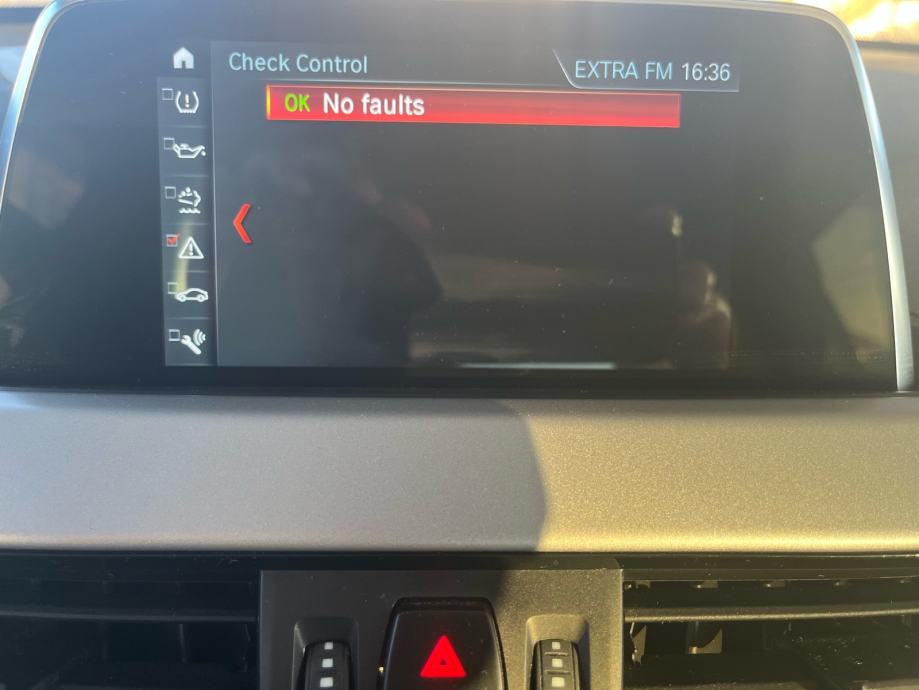 Check Control
EXTRA FM 16:36
OK No faults